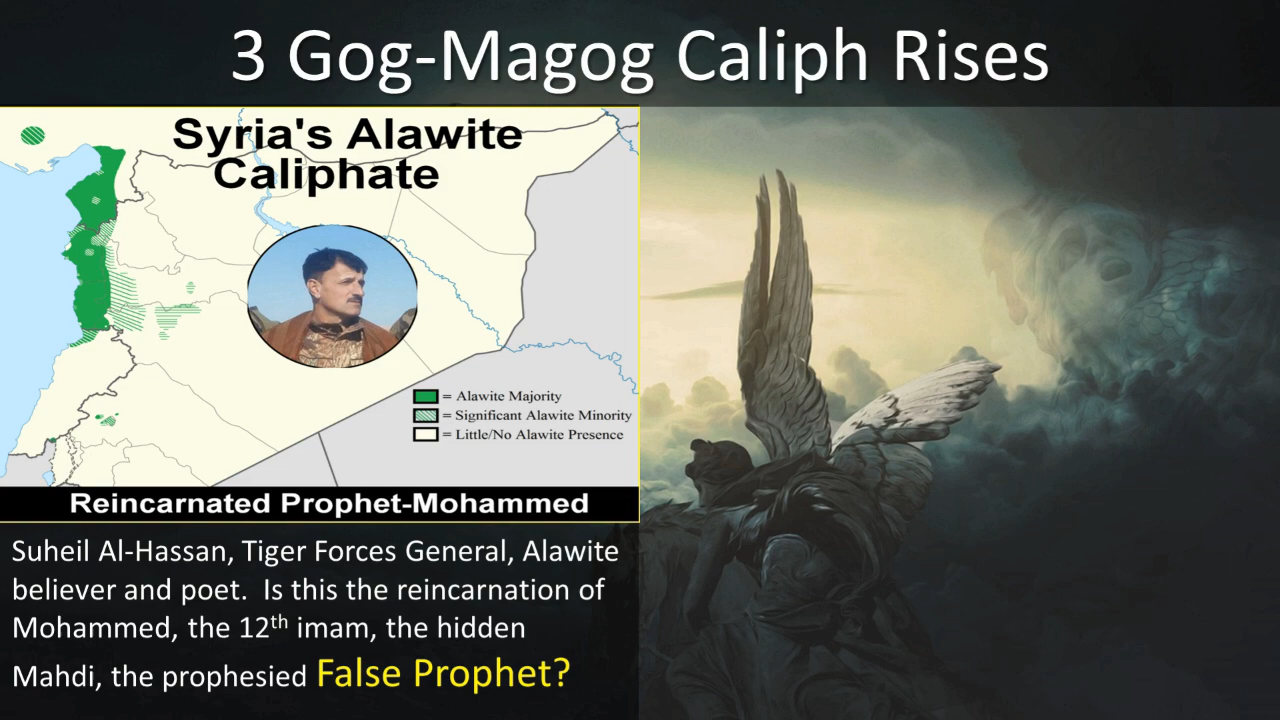 3 Gog-Magog Caliph Rises
Syria's Alawite
Caliphate
= Alawite Majority
= Significant Alawite Minority
= Little/No Alawite Presence
Reincarnated Prophet-Mohammed
Suheil Al-Hassan, Tiger Forces General, Alawite
believer and poet.  Is this the reincarnation of
Mohammed, the 12th imam, the hidden
Mahdi, the prophesied False Prophet?